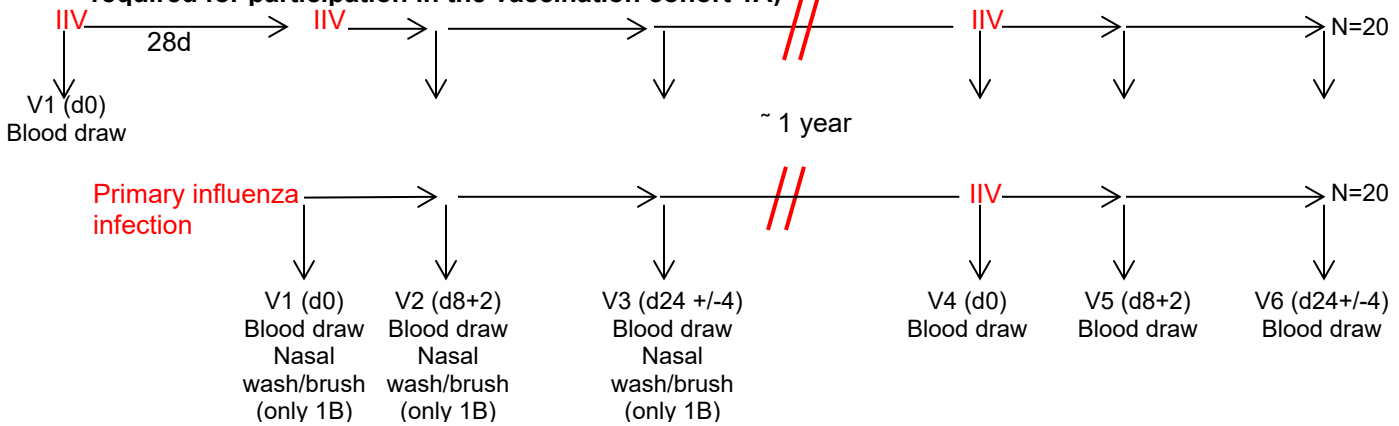 required for participation in the vaccination cohort 1A)
IIV IIV IIV N=20
28d
V1 (d0)
Blood draw
~ 1 year
Primary influenza
infection
IIV N=20
V1 (d0)
Blood draw
Nasal
wash/brush
(only 1B)
V2 (d8+2)
Blood draw
Nasal
wash/brush
(only 1B)
V3 (d24 +/-4)
Blood draw
Nasal
wash/brush
(only 1B)
V4 (d0)
Blood draw
V5 (d8+2)
Blood draw
V6 (d24+/-4)
Blood draw